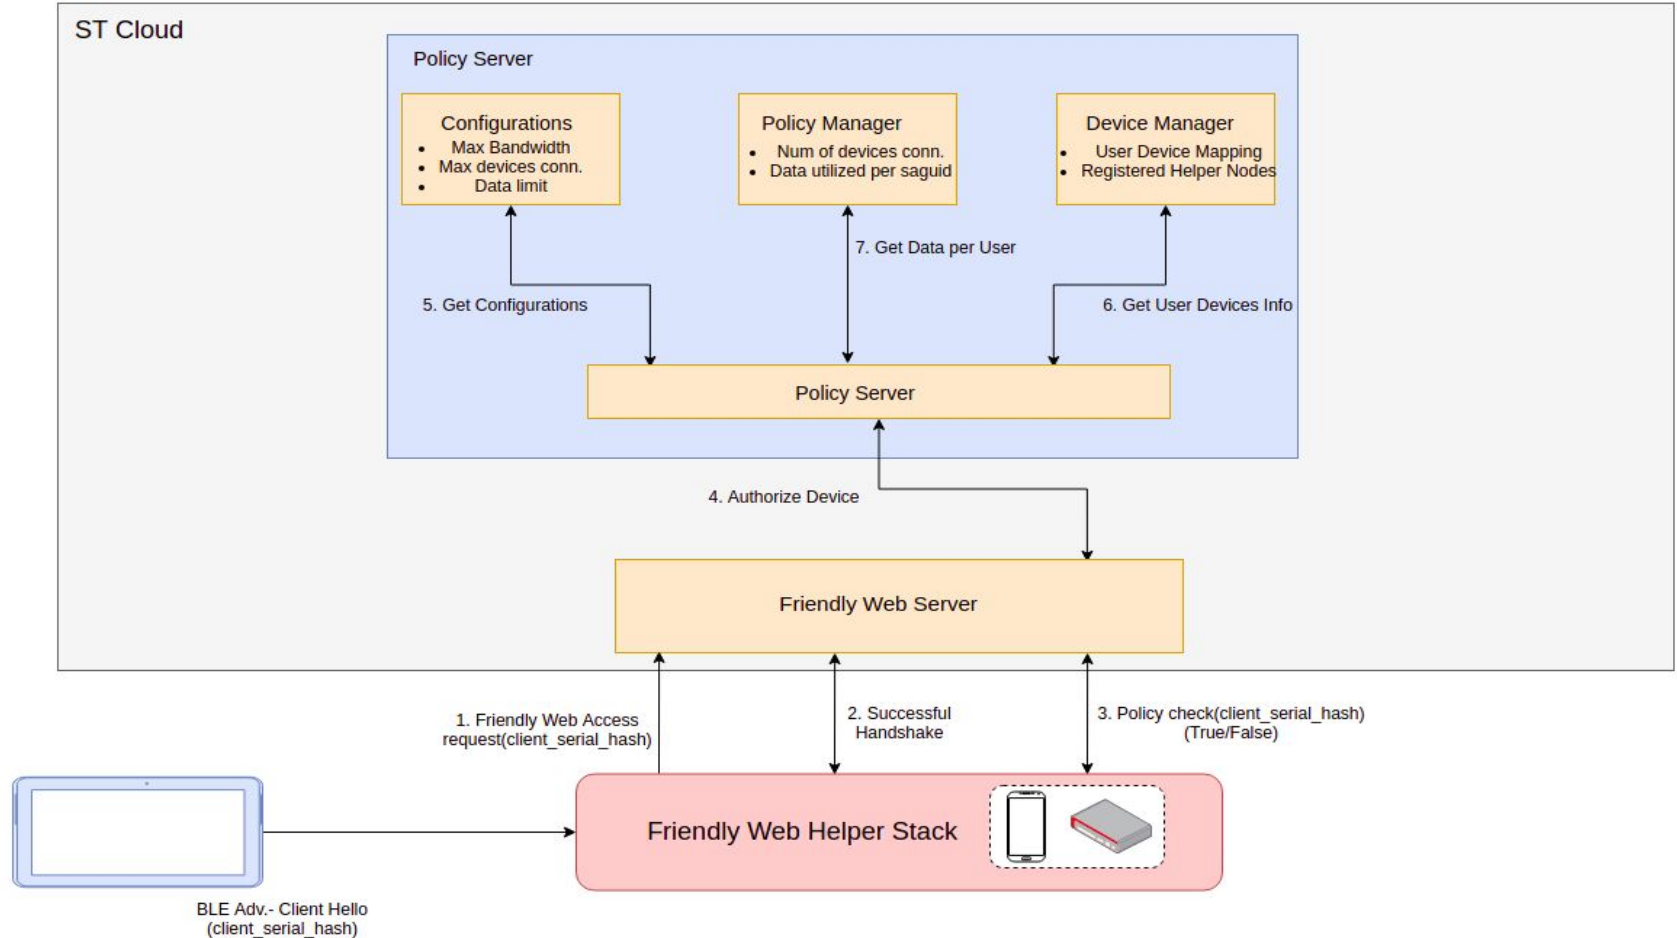 ST Cloud
Policy Server
Configurations
• Max Bandwidth
• Max devices conn.
• Data limit
Policy Manager
• Num of devices conn.
• Data utilized per saguid
Device Manager
• User Device Mapping
• Registered Helper Nodes
7. Get Data per User
5. Get Configurations
6. Get User Devices Info
Policy Server
4. Authorize Device
Friendly Web Server
1. Friendly Web Access
request(client_serial_hash)
2. Successful
Handshake
3. Policy check(client_serial_hash)
(True/False)
Friendly Web Helper Stack
BLE Adv.- Client Hello
(client_serial_hash)